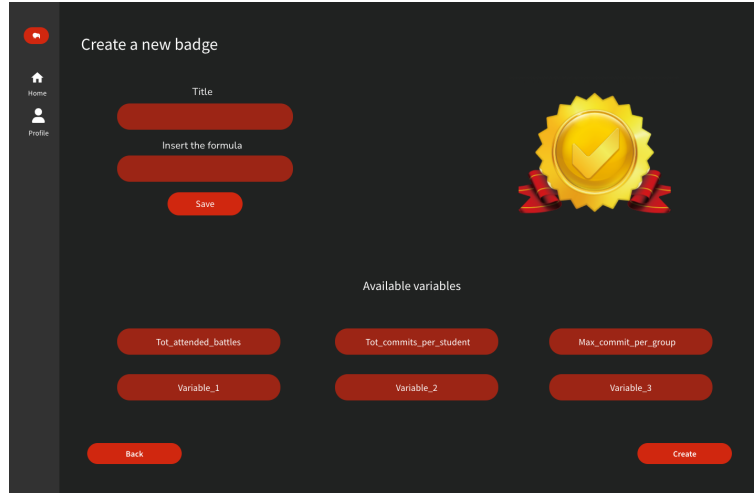 Create a new badge
Home
Profile
Title
Insert the formula
Save
Available variables
Tot_attended_battles
Tot_commits_per_student
Max_commit_per_group
Variable_1
Variable_2
Variable_3
Back
Create